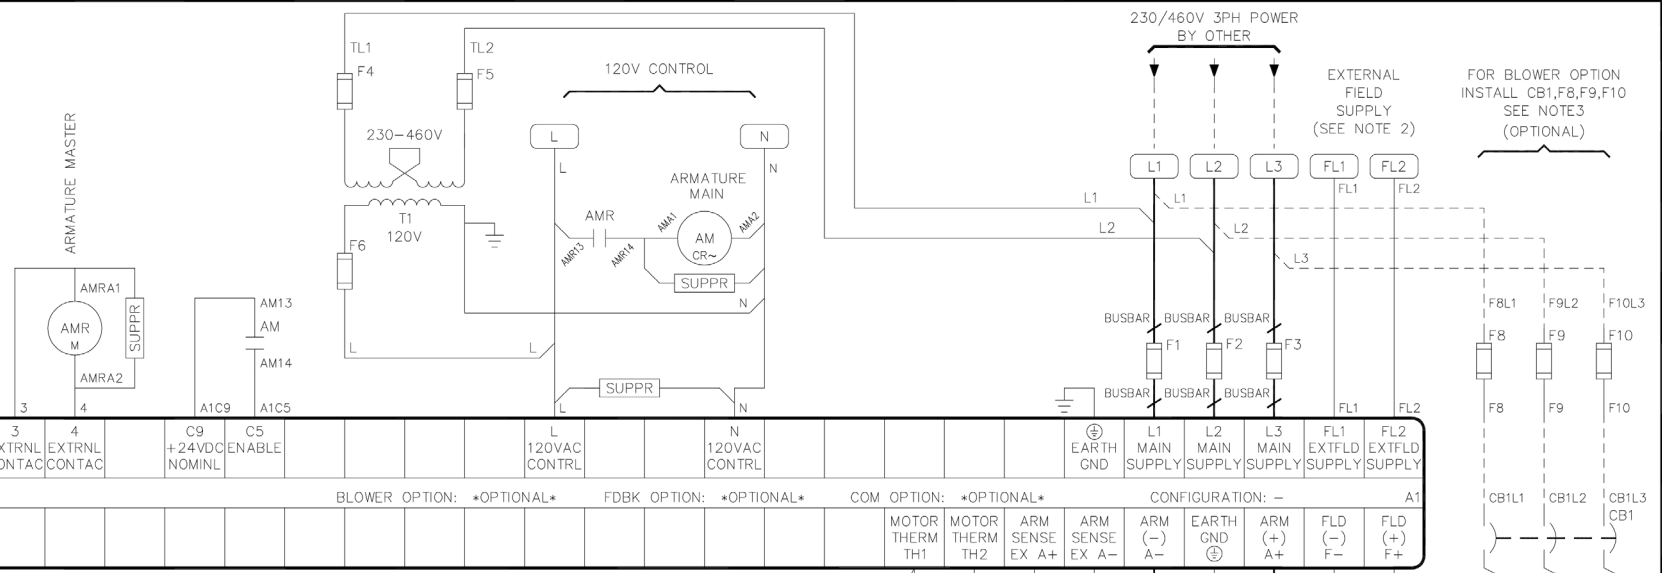 230/460V 3PH POWER
BY OTHER
TL1
TL2
F4
F5
120V CONTROL
EXTERNAL
FIELD
SUPPLY
(SEE NOTE 2)
FOR BLOWER OPTION
INSTALL CB1,F8,F9,F10
SEE NOTE3
(OPTIONAL)
ARMATURE MASTER
230-460V
L
N
L1
L2
L3
FL1
FL2
L
N
ARMATURE
MAIN
FL1
FL2
L1
L1
T1
120V
AMR
AMA1
AMA2
L2
L2
F6
AMR13
AMR14
AM
CR~
L3
SUPPR
AMRA1
AM13
N
F8L1
F9L2
F10L3
AMR
M
SUPPR
AM
BUSBAR
BUSBAR
BUSBAR
L
L
F1
F2
F3
F8
F9
F10
AM14
AMRA2
SUPPR
BUSBAR
BUSBAR
BUSBAR
3
4
A1C9
A1C5
L
N
FL1
FL2
F8
F9
F10
3 4 C9 C5 L N L1 L2 L3 FL1 FL2
XTRNL EXTRNL +24VDC ENABLE 120VAC 120VAC EARTH MAIN MAIN MAIN EXTFLD EXTFLD
ONTAC CONTAC NOMINL CONTRL CONTRL GND SUPPLY SUPPLY SUPPLY SUPPLY SUPPLY
BLOWER OPTION: *OPTIONAL* FDBK OPTION: *OPTIONAL* COM OPTION: *OPTIONAL* CONFIGURATION: – A1
CB1L1
CB1L2
CB1L3
CB1
MOTOR MOTOR ARM ARM ARM EARTH ARM FLD FLD
THERM THERM SENSE SENSE (-) GND (+) (-) (+)
TH1 TH2 EX A+ EX A- A- A+ F- F+